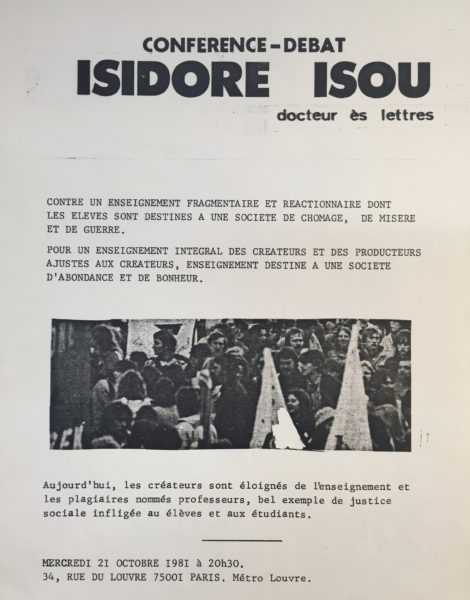 CONFERENCE-DEBAT
ISIDORE ISOU
docteur ès lettres
CONTRE UN ENSEIGNEMENT FRAGMENTAIRE ET REACTIONNAIRE DONT
LES ELEVES SONT DESTINES A UNE SOCIETE DE CHOMAGE, DE MISERE
ET DE GUERRE.
POUR UN ENSEIGNEMENT INTEGRAL DES CREATEURS ET DES PRODUCTEURS
AJUSTES AUX CREATEURS, ENSEIGNEMENT DESTINE A UNE SOCIETE
D'ABONDANCE ET DE BONHEUR.
Aujourd'hui, les créateurs sont éloignés de l'enseignement et
les plagiaires nommés professeurs, bel exemple de justice
sociale infligée au élèves et aux étudiants.
MERCREDI 21 OCTOBRE 1981 à 20h30.
34, RUE DU LOUVRE 75001 PARIS. Métro Louvre.